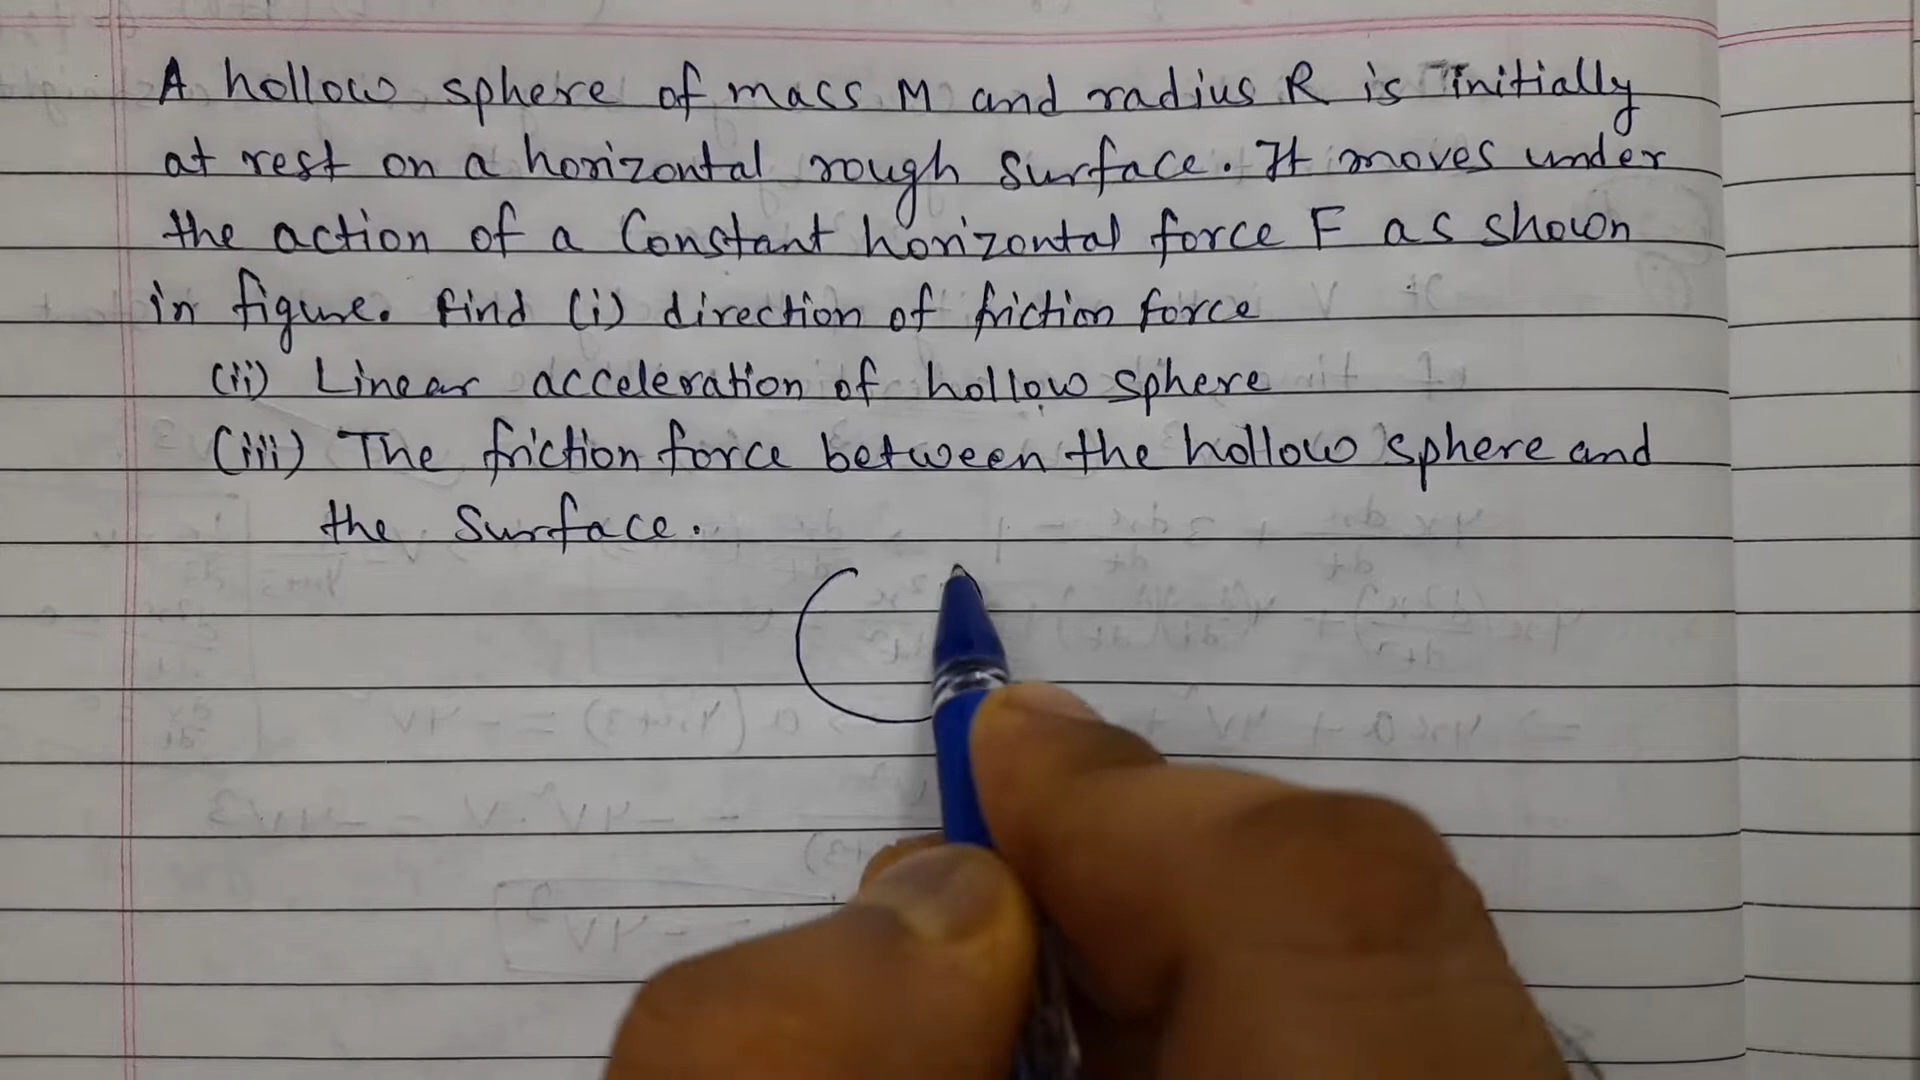 A hollow sphere of mass M and radius R is initially
at rest on a horizontal rough surface. It moves under
the action of a Constant horizontal force F as shown
in figure. Find (i) direction of friction force
(ii) Linear acceleration of hollow sphere
(iii) The friction force between the hollow sphere and
the surface.